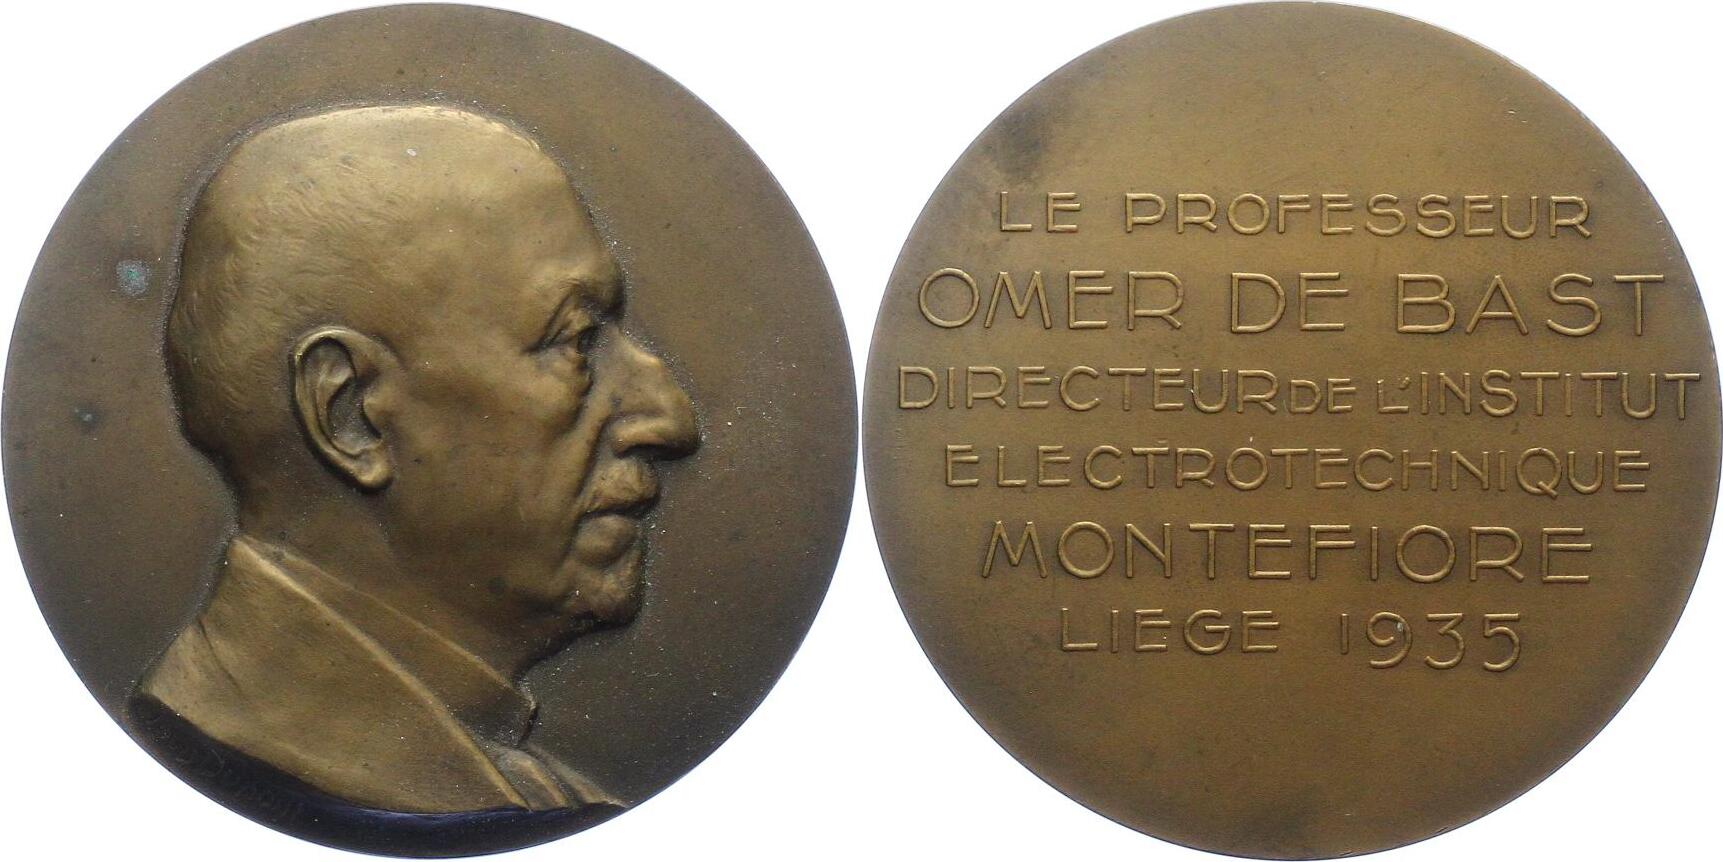 LE PROFESSEUR
OMER DE BAST
DIRECTEUR DE L'INSTITUT
ELECTROTECHNIQUE
MONTEFIORE
LIEGE 1935